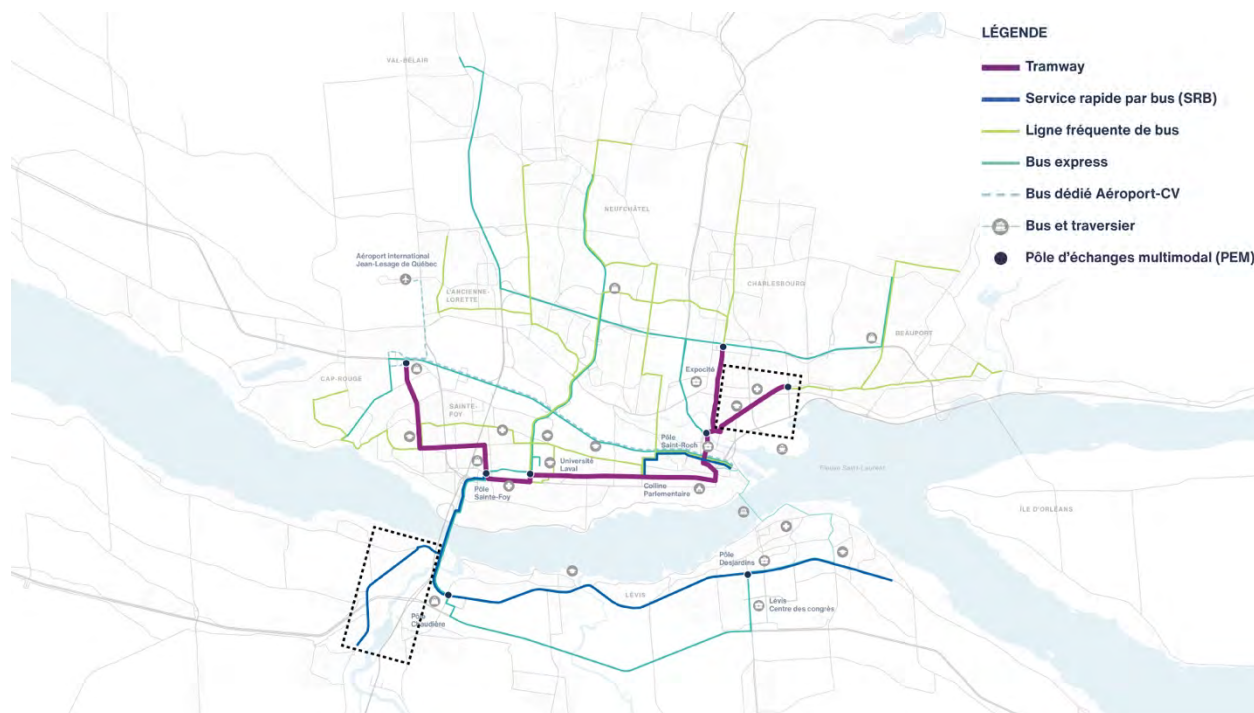 LÉGENDE
Tramway
Service rapide par bus (SRB)
Ligne fréquente de bus
Bus express
Bus dédié Aéroport-CV
Bus et traversier
Pôle d'échanges multimodal (PEM)
VAL-BÉLAIR
NEUFCHÂTEL
Aéroport international
Jean-Lesage de Québec
L'ANCIENNE-
LORETTE
CHARLESBOURG
BEAUPORT
CAP-ROUGE
Expocité
SAINTE-
FOY
Pôle
Saint-Roch
Université
Laval
Pôle
Sainte-Foy
Colline
Parlementaire
Fleuve Saint-Laurent
ÎLE D'ORLÉANS
Pôle
Desjardins
LÉVIS
Lévis
Centre des congrès
Pôle
Chaudière